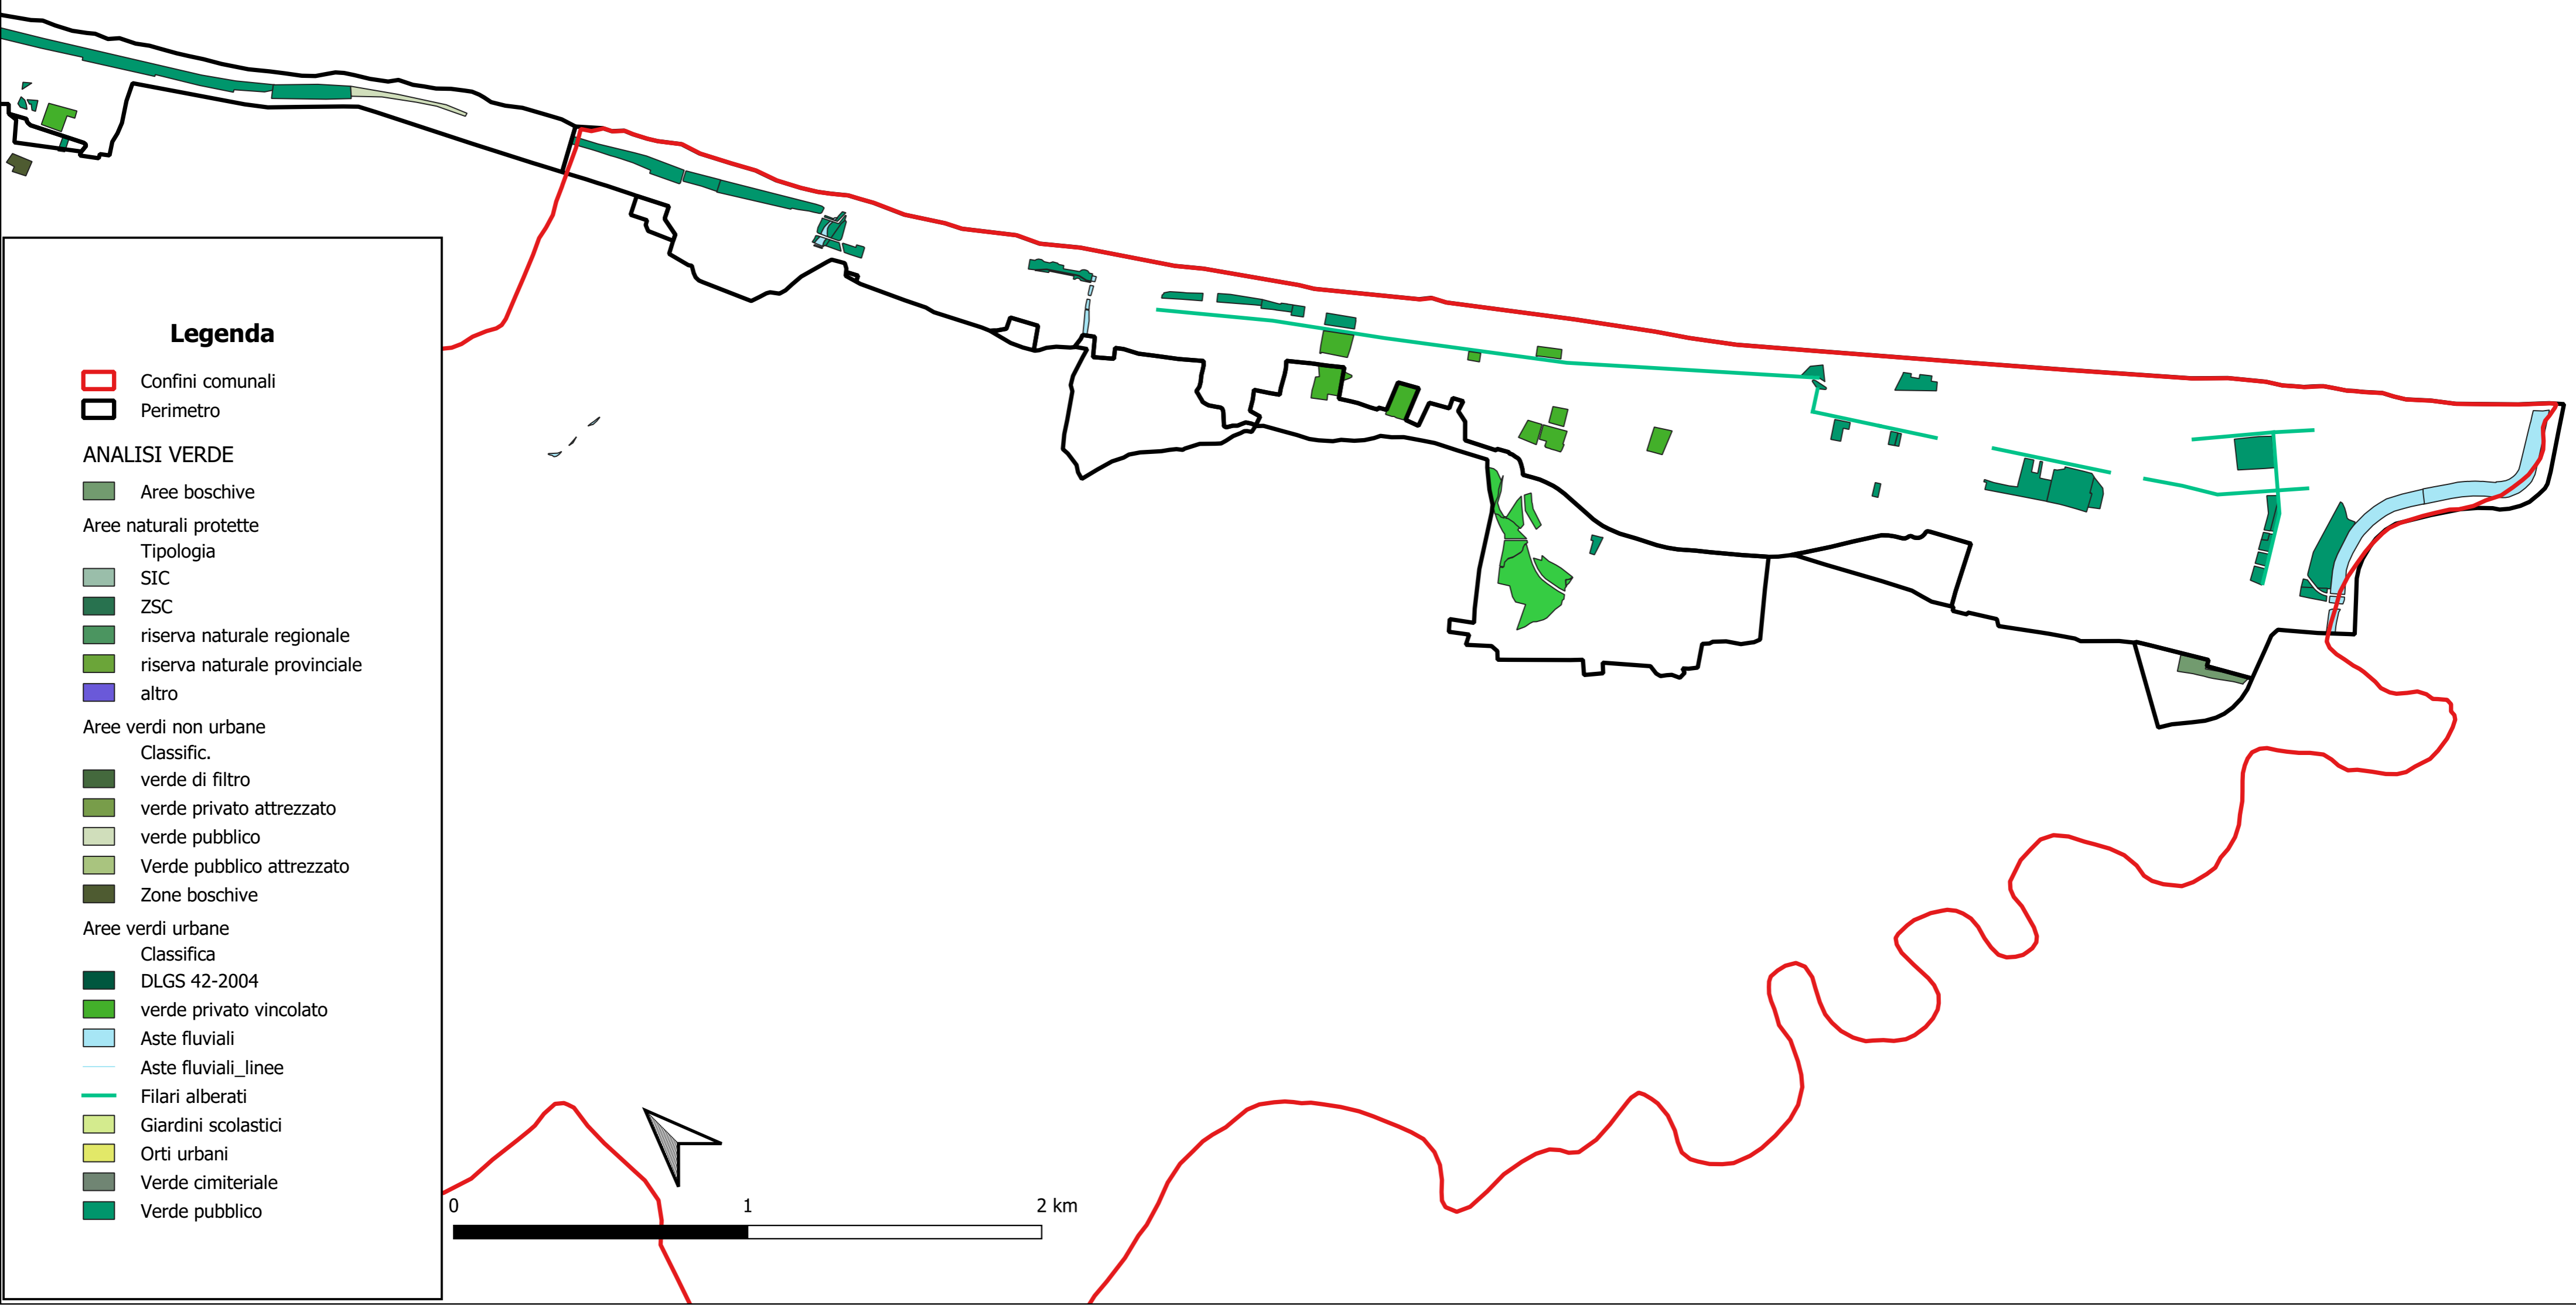 Legenda
Confini comunali
Perimetro
ANALISI VERDE
Aree boschive
Aree naturali protette
Tipologia
SIC
ZSC
riserva naturale regionale
riserva naturale provinciale
altro
Aree verdi non urbane
Classific.
verde di filtro
verde privato attrezzato
verde pubblico
Verde pubblico attrezzato
Zone boschive
Aree verdi urbane
Classifica
DLGS 42-2004
verde privato vincolato
Aste fluviali
Aste fluviali_linee
Filari alberati
Giardini scolastici
Orti urbani
Verde cimiteriale
Verde pubblico
0 1 2 km